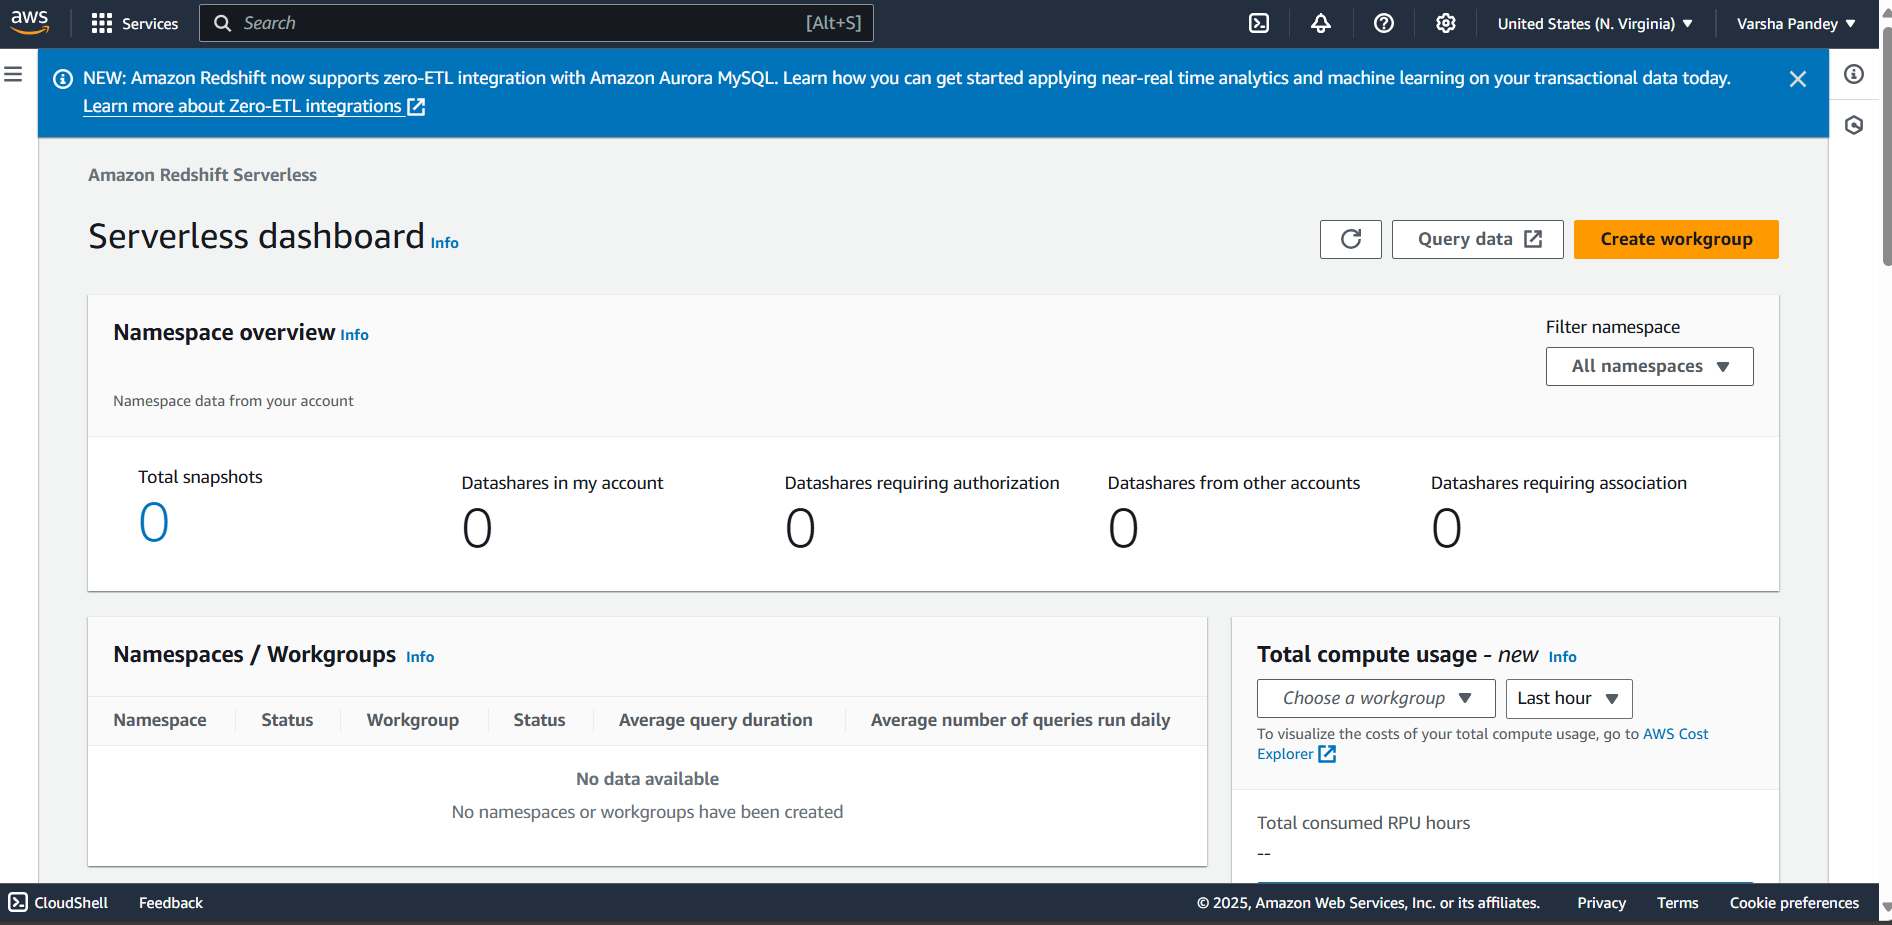 aws
Services
Search [Alt+S]
United States (N. Virginia)
Varsha Pandey
NEW: Amazon Redshift now supports zero-ETL integration with Amazon Aurora MySQL. Learn how you can get started applying near-real time analytics and machine learning on your transactional data today.
Learn more about Zero-ETL integrations
Amazon Redshift Serverless
Serverless dashboard Info
Query data
Create workgroup
Namespace overview Info
Filter namespace
All namespaces
Namespace data from your account
Total snapshots
0
Datashares in my account
0
Datashares requiring authorization
0
Datashares from other accounts
0
Datashares requiring association
0
Namespaces / Workgroups Info
Namespace Status Workgroup Status Average query duration Average number of queries run daily
No data available
No namespaces or workgroups have been created
Total compute usage - new Info
Choose a workgroup
Last hour
To visualize the costs of your total compute usage, go to AWS Cost
Explorer
Total consumed RPU hours
--
CloudShell
Feedback
© 2025, Amazon Web Services, Inc. or its affiliates.
Privacy
Terms
Cookie preferences